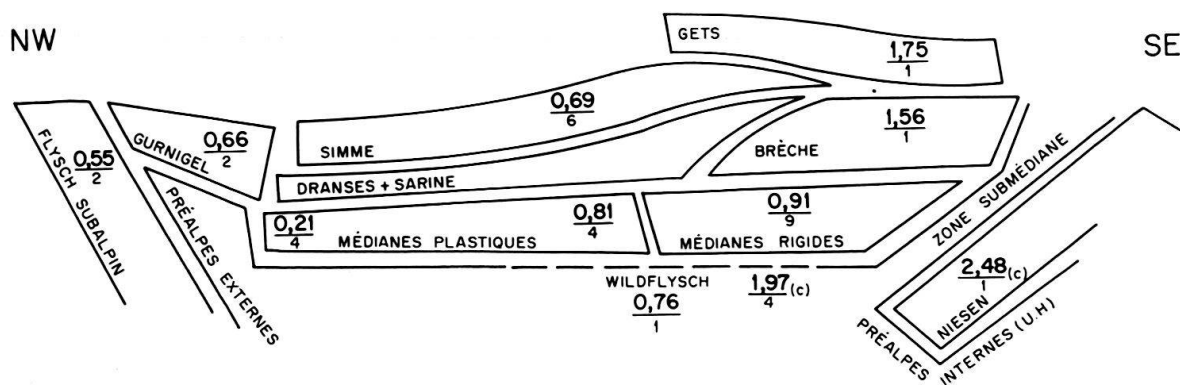 NW
SE
GETS
1,75
1
FLYSCH SUBALPIN
0,55
2
GURNIGEL
0,66
2
PRÉALPES EXTERNES
SIMME
0,69
6
DRANSES + SARINE
BRÈCHE
1,56
1
0,21
4
MÉDIANES PLASTIQUES
0,81
4
0,91
9
MÉDIANES RIGIDES
ZONE SUBMÉDIANE
WILDFLYSCH
0,76
1
1,97 (c)
4
2,48 (c)
1
NIESEN
PRÉALPES
INTERNES (U.H)